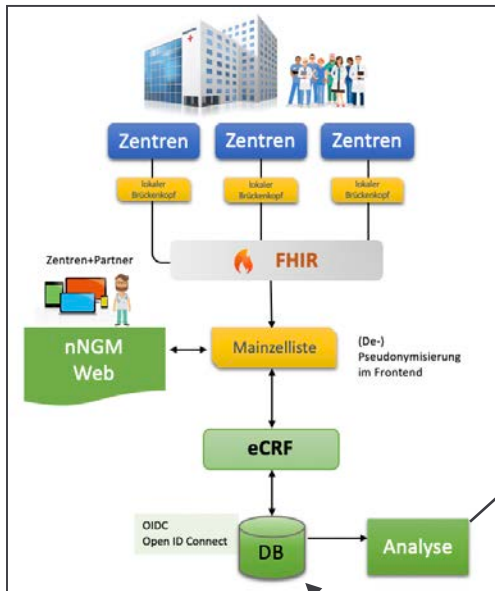 Zentren
Zentren
Zentren
lokaler
Brückenkopf
lokaler
Brückenkopf
lokaler
Brückenkopf
FHIR
Zentren+Partner
nNGM
Web
Mainzelliste
(De-)
Pseudonymisierung
im Frontend
eCRF
OIDC
Open ID Connect
DB
Analyse